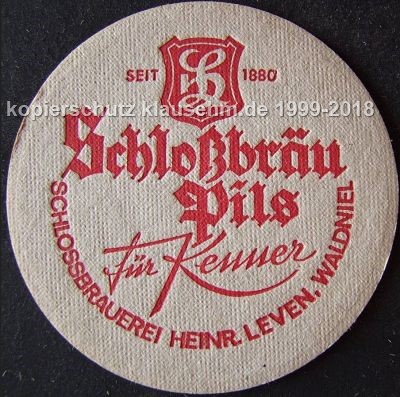 SEIT 1880
kopierschutz klausehm.de 1999-2018
Schloßbräu
Pils
für Kenner
SCHLOSSBRAUEREI HEINR. LEVEN, WALDNIEL